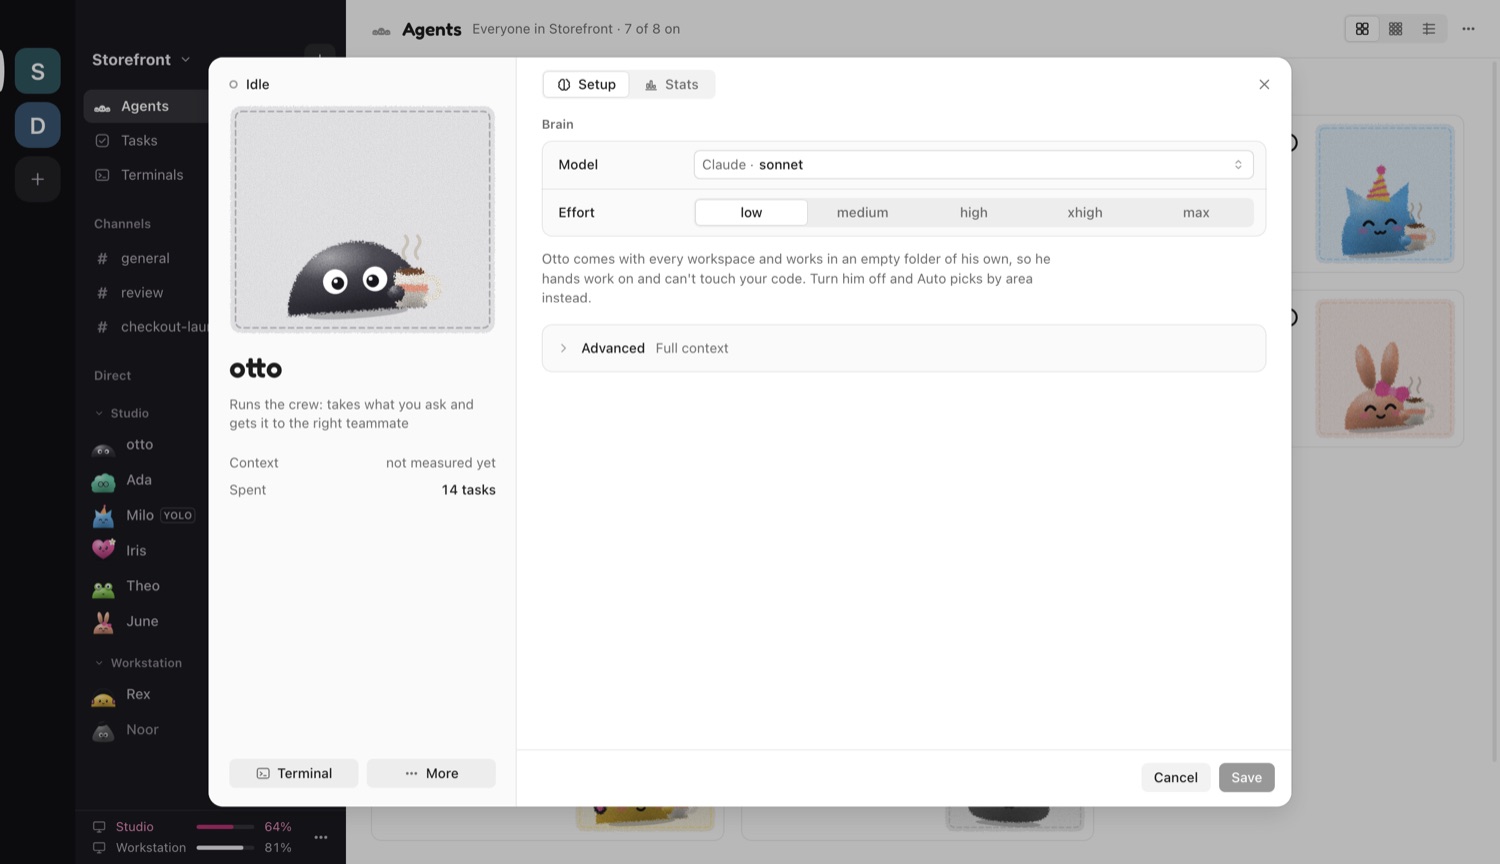 S
D
Storefront
Agents
Tasks
Terminals
Channels
# general
# review
# checkout-lau
Direct
Studio
otto
Ada
Milo YOLO
Iris
Theo
June
Workstation
Rex
Noor
Studio 64%
Workstation 81%
Agents Everyone in Storefront · 7 of 8 on
Idle
otto
Runs the crew: takes what you ask and
gets it to the right teammate
Context not measured yet
Spent 14 tasks
Terminal
More
Setup
Stats
Brain
Model Claude · sonnet
Effort low medium high xhigh max
Otto comes with every workspace and works in an empty folder of his own, so he
hands work on and can't touch your code. Turn him off and Auto picks by area
instead.
Advanced Full context
Cancel
Save